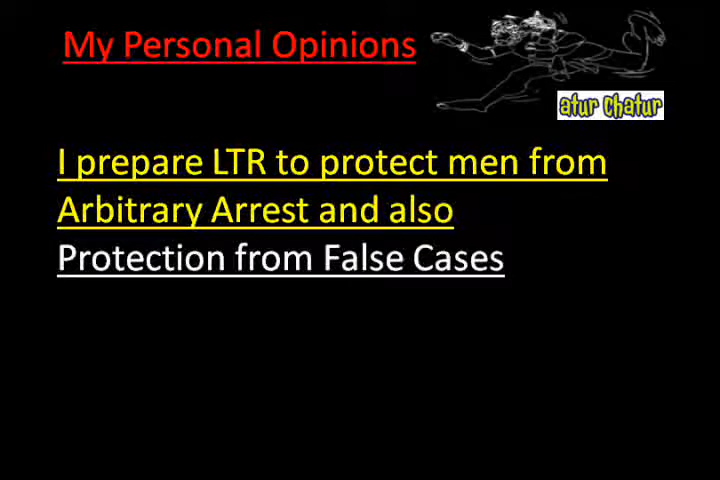 My Personal Opinions
atur chatur
I prepare LTR to protect men from
Arbitrary Arrest and also
Protection from False Cases